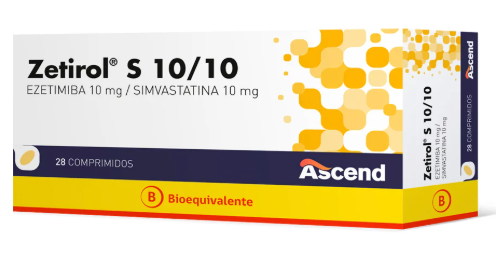 Zetirol® S 10/10
EZETIMIBA 10 mg / SIMVASTATINA 10 mg
28 COMPRIMIDOS
Ascend
B Bioequivalente
Ascend
Zetirol® S 10/10
EZETIMIBA 10 mg /
SIMVASTATINA 10 mg
28 COMPRIMIDOS
B